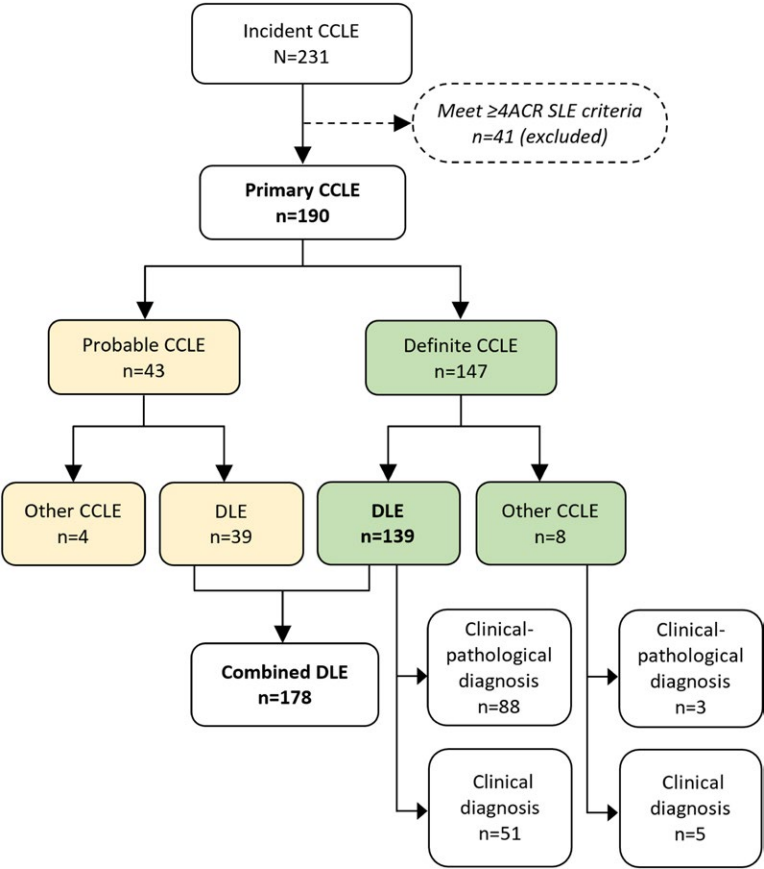 Incident CCLE
N=231
Meet ≥4ACR SLE criteria
n=41 (excluded)
Primary CCLE
n=190
Probable CCLE
n=43
Definite CCLE
n=147
Other CCLE
n=4
DLE
n=39
DLE
n=139
Other CCLE
n=8
Combined DLE
n=178
Clinical-
pathological
diagnosis
n=88
Clinical-
pathological
diagnosis
n=3
Clinical
diagnosis
n=51
Clinical
diagnosis
n=5